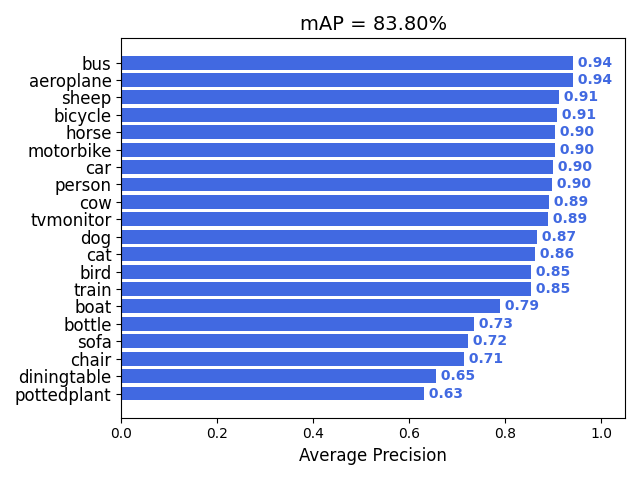 mAP = 83.80%
bus 0.94
aeroplane 0.94
sheep 0.91
bicycle 0.91
horse 0.90
motorbike 0.90
car 0.90
person 0.90
cow 0.89
tvmonitor 0.89
dog 0.87
cat 0.86
bird 0.85
train 0.85
boat 0.79
bottle 0.73
sofa 0.72
chair 0.71
diningtable 0.65
pottedplant 0.63
0.0 0.2 0.4 0.6 0.8 1.0
Average Precision